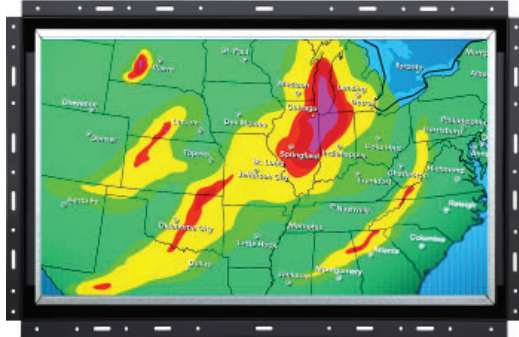 St. Paul
Pierre
Toronto
Madison
Lansing
Detroit
Cheyenne
Chicago
Des Moines
Lincoln
Denver
Topeka
Springfield
Indianapolis
Columbus
Philadelphia
Harrisburg
St. Louis
Jefferson City
Frankfort
Charleston
Richmond
Santa Fe
Nashville
Raleigh
Oklahoma City
Memphis
Little Rock
Atlanta
Columbia
Dallas
Jackson
Montgomery